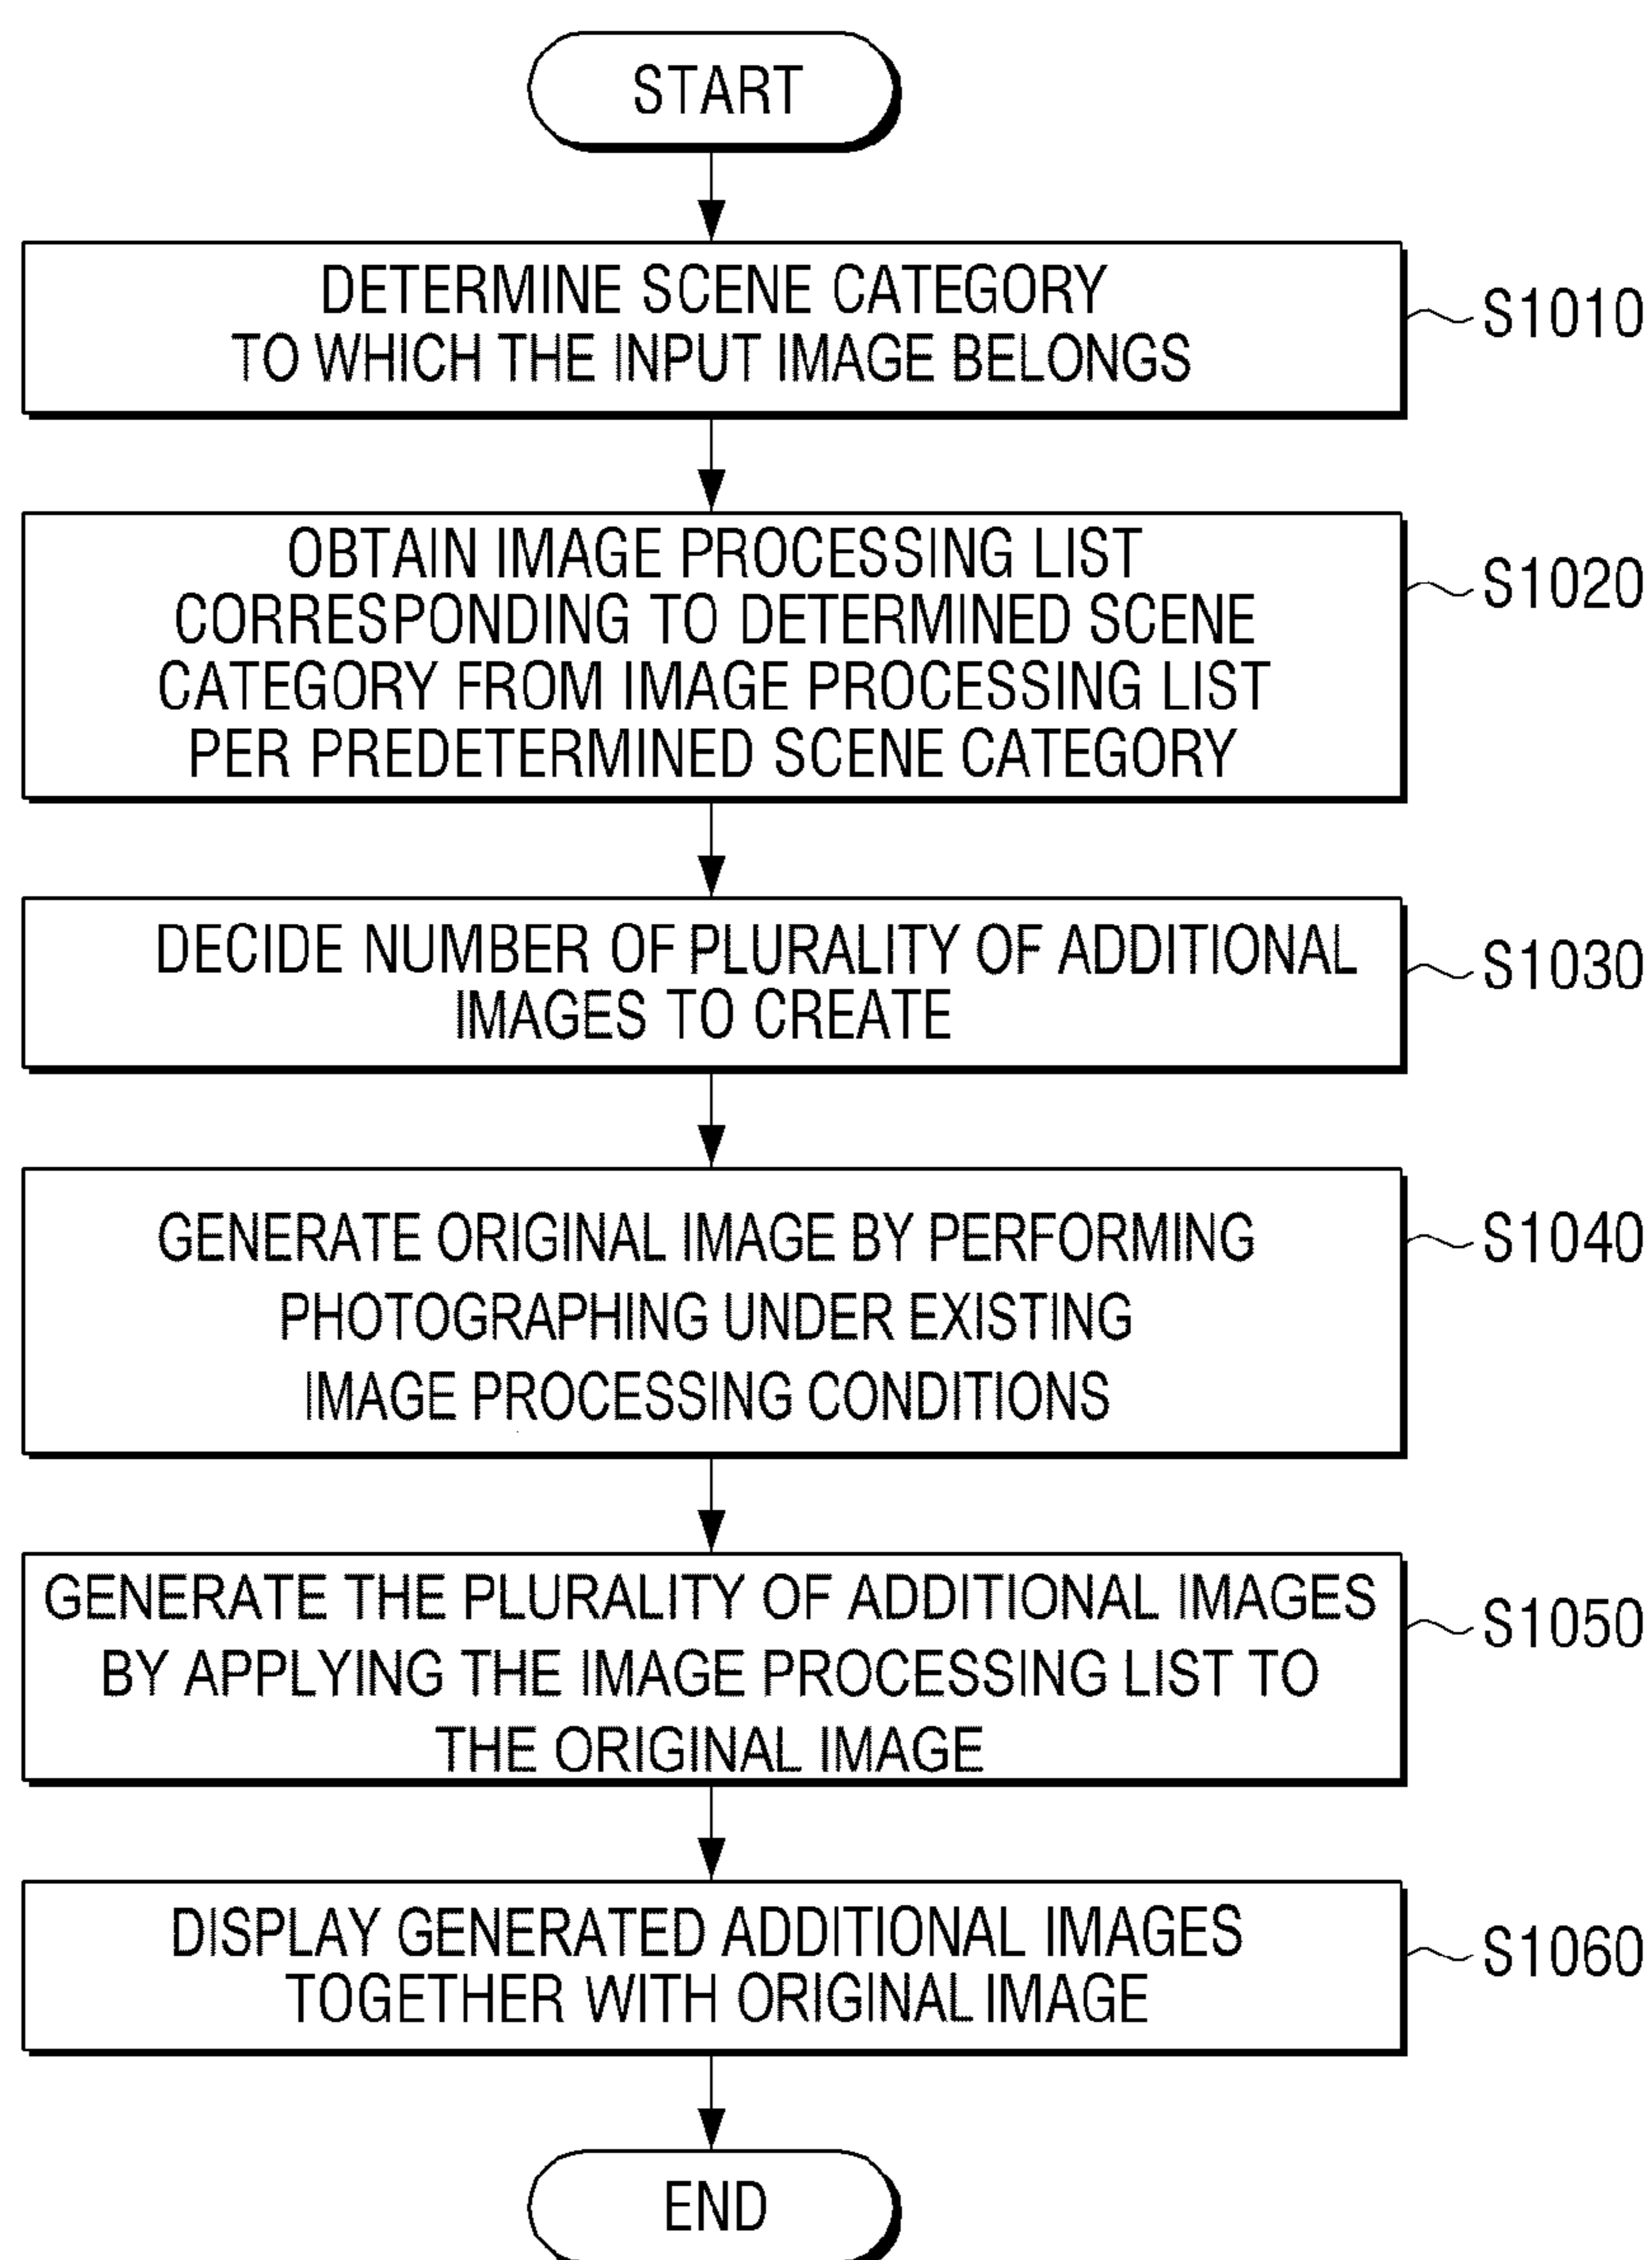 START
DETERMINE SCENE CATEGORY
TO WHICH THE INPUT IMAGE BELONGS
S1010
OBTAIN IMAGE PROCESSING LIST
CORRESPONDING TO DETERMINED SCENE
CATEGORY FROM IMAGE PROCESSING LIST
PER PREDETERMINED SCENE CATEGORY
S1020
DECIDE NUMBER OF PLURALITY OF ADDITIONAL
IMAGES TO CREATE
S1030
GENERATE ORIGINAL IMAGE BY PERFORMING
PHOTOGRAPHING UNDER EXISTING
IMAGE PROCESSING CONDITIONS
S1040
GENERATE THE PLURALITY OF ADDITIONAL IMAGES
BY APPLYING THE IMAGE PROCESSING LIST TO
THE ORIGINAL IMAGE
S1050
DISPLAY GENERATED ADDITIONAL IMAGES
TOGETHER WITH ORIGINAL IMAGE
S1060
END